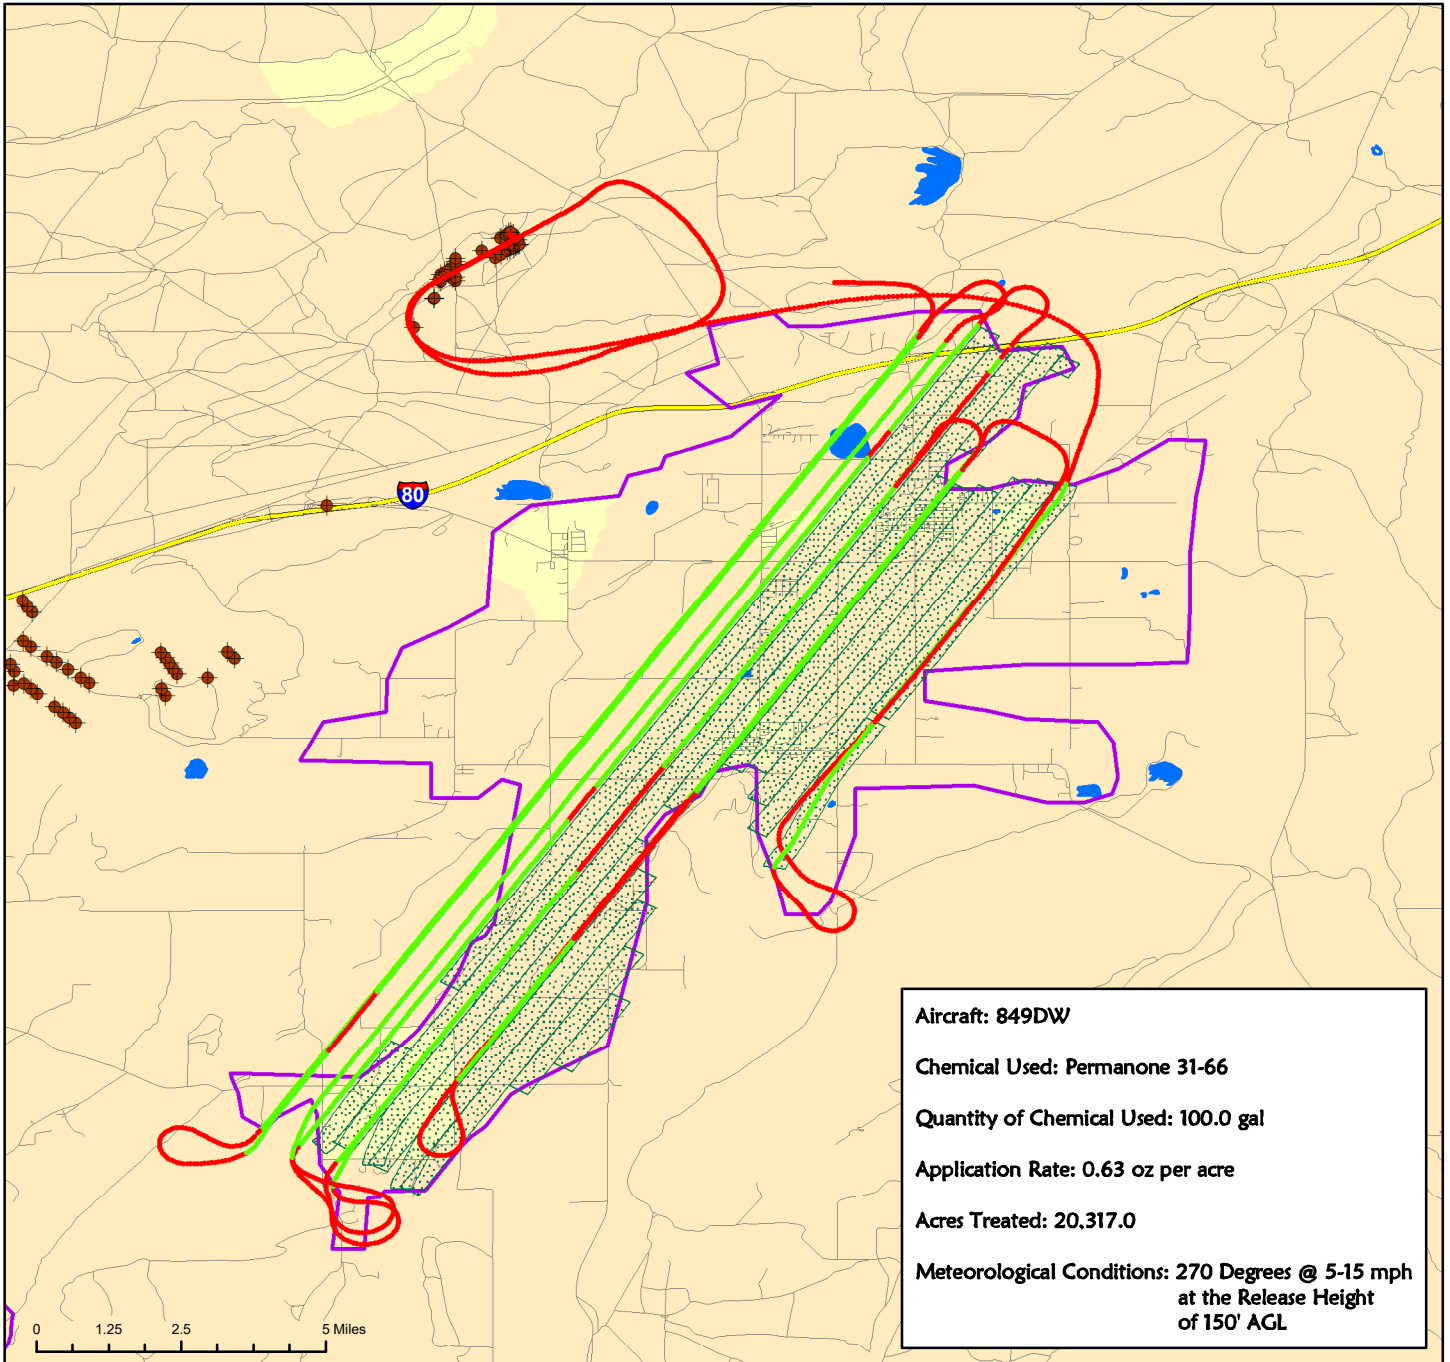 80
Aircraft: 849DW
Chemical Used: Permanone 31-66
Quantity of Chemical Used: 100.0 gal
Application Rate: 0.63 oz per acre
Acres Treated: 20,317.0
Meteorological Conditions: 270 Degrees @ 5-15 mph
at the Release Height
of 150' AGL
0 1.25 2.5 5 Miles